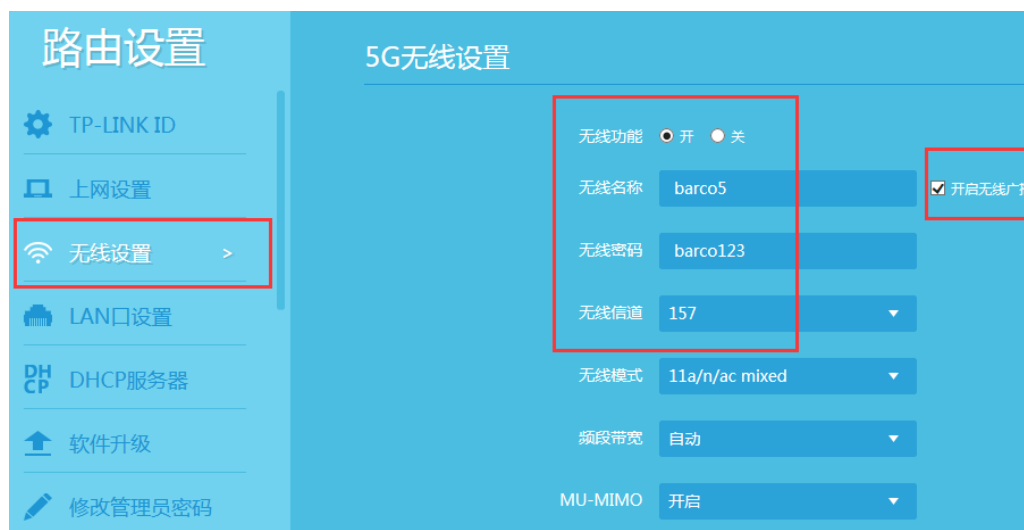 路由设置
TP-LINK ID
上网设置
无线设置 >
LAN口设置
DHCP DHCP服务器
软件升级
修改管理员密码
5G无线设置
无线功能 开 关
无线名称 barco5 开启无线广
无线密码 barco123
无线信道 157
无线模式 11a/n/ac mixed
频段带宽 自动
MU-MIMO 开启